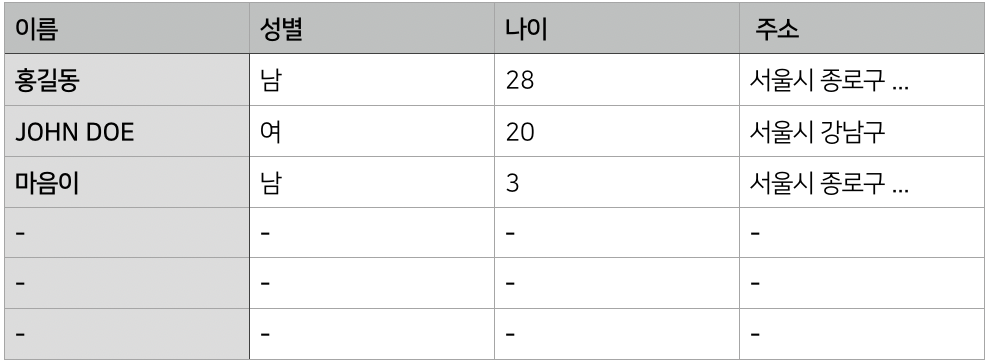 이름 성별 나이 주소
홍길동 남 28 서울시 종로구 ...
JOHN DOE 여 20 서울시 강남구
마음이 남 3 서울시 종로구 ...
- - - -
- - - -
- - - -